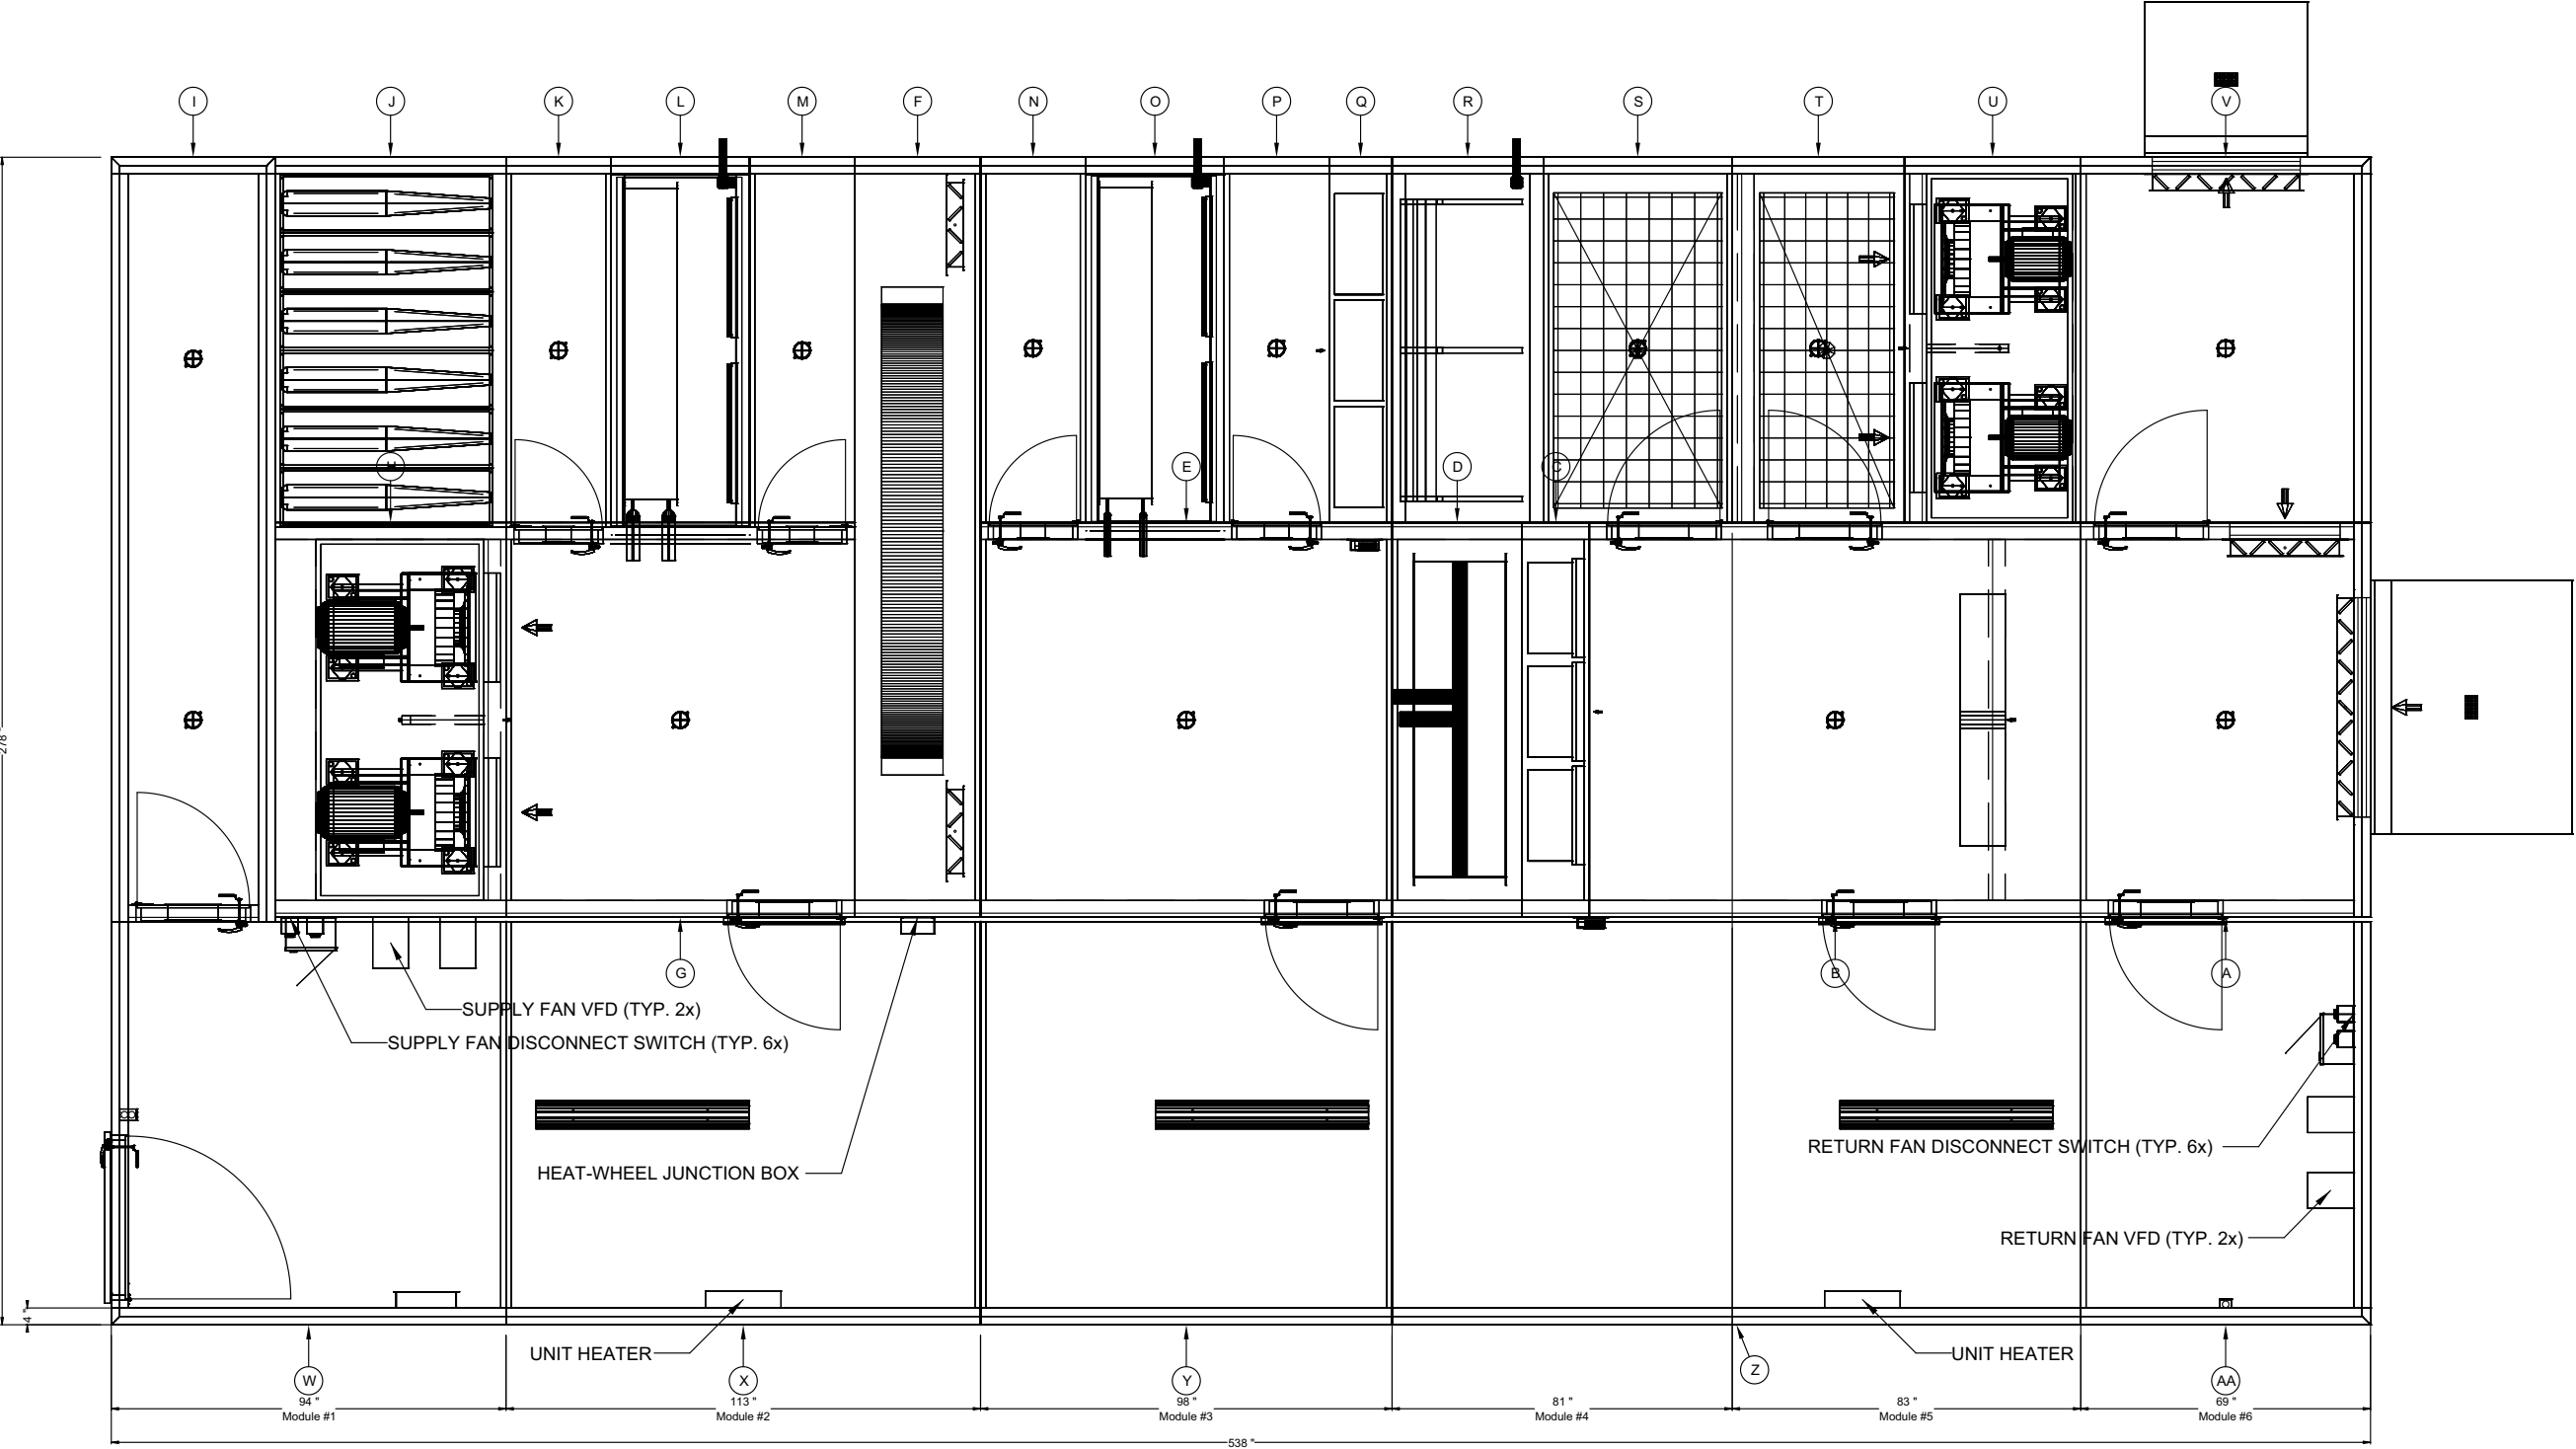 I J K L M F N O P Q R S T U V
H E D C
278 "
G B A
SUPPLY FAN VFD (TYP. 2x)
SUPPLY FAN DISCONNECT SWITCH (TYP. 6x)
RETURN FAN DISCONNECT SWITCH (TYP. 6x)
HEAT-WHEEL JUNCTION BOX
RETURN FAN VFD (TYP. 2x)
4 "
UNIT HEATER
UNIT HEATER
W X Y Z AA
94 " 113 " 98 " 81 " 83 " 69 "
Module #1 Module #2 Module #3 Module #4 Module #5 Module #6
538 "